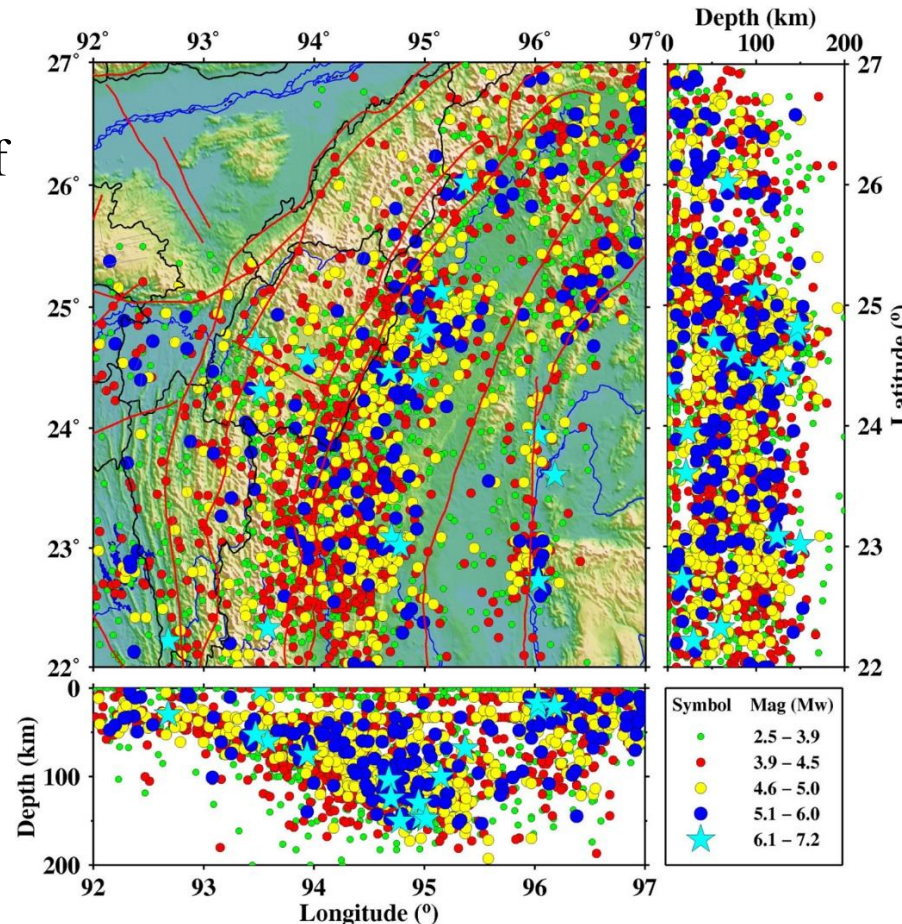 Depth (km)
92 93° 94° 95° 96° 97° 0 100 200
27° 27
of
26° 26
25° 25
24° 24
23° 23
22° 22
Latitude (º)
0
100
200
Depth (km)
92 93 94 95 96 97
Longitude (º)
Symbol Mag (Mw)
2.5 – 3.9
3.9 – 4.5
4.6 – 5.0
5.1 – 6.0
6.1 – 7.2